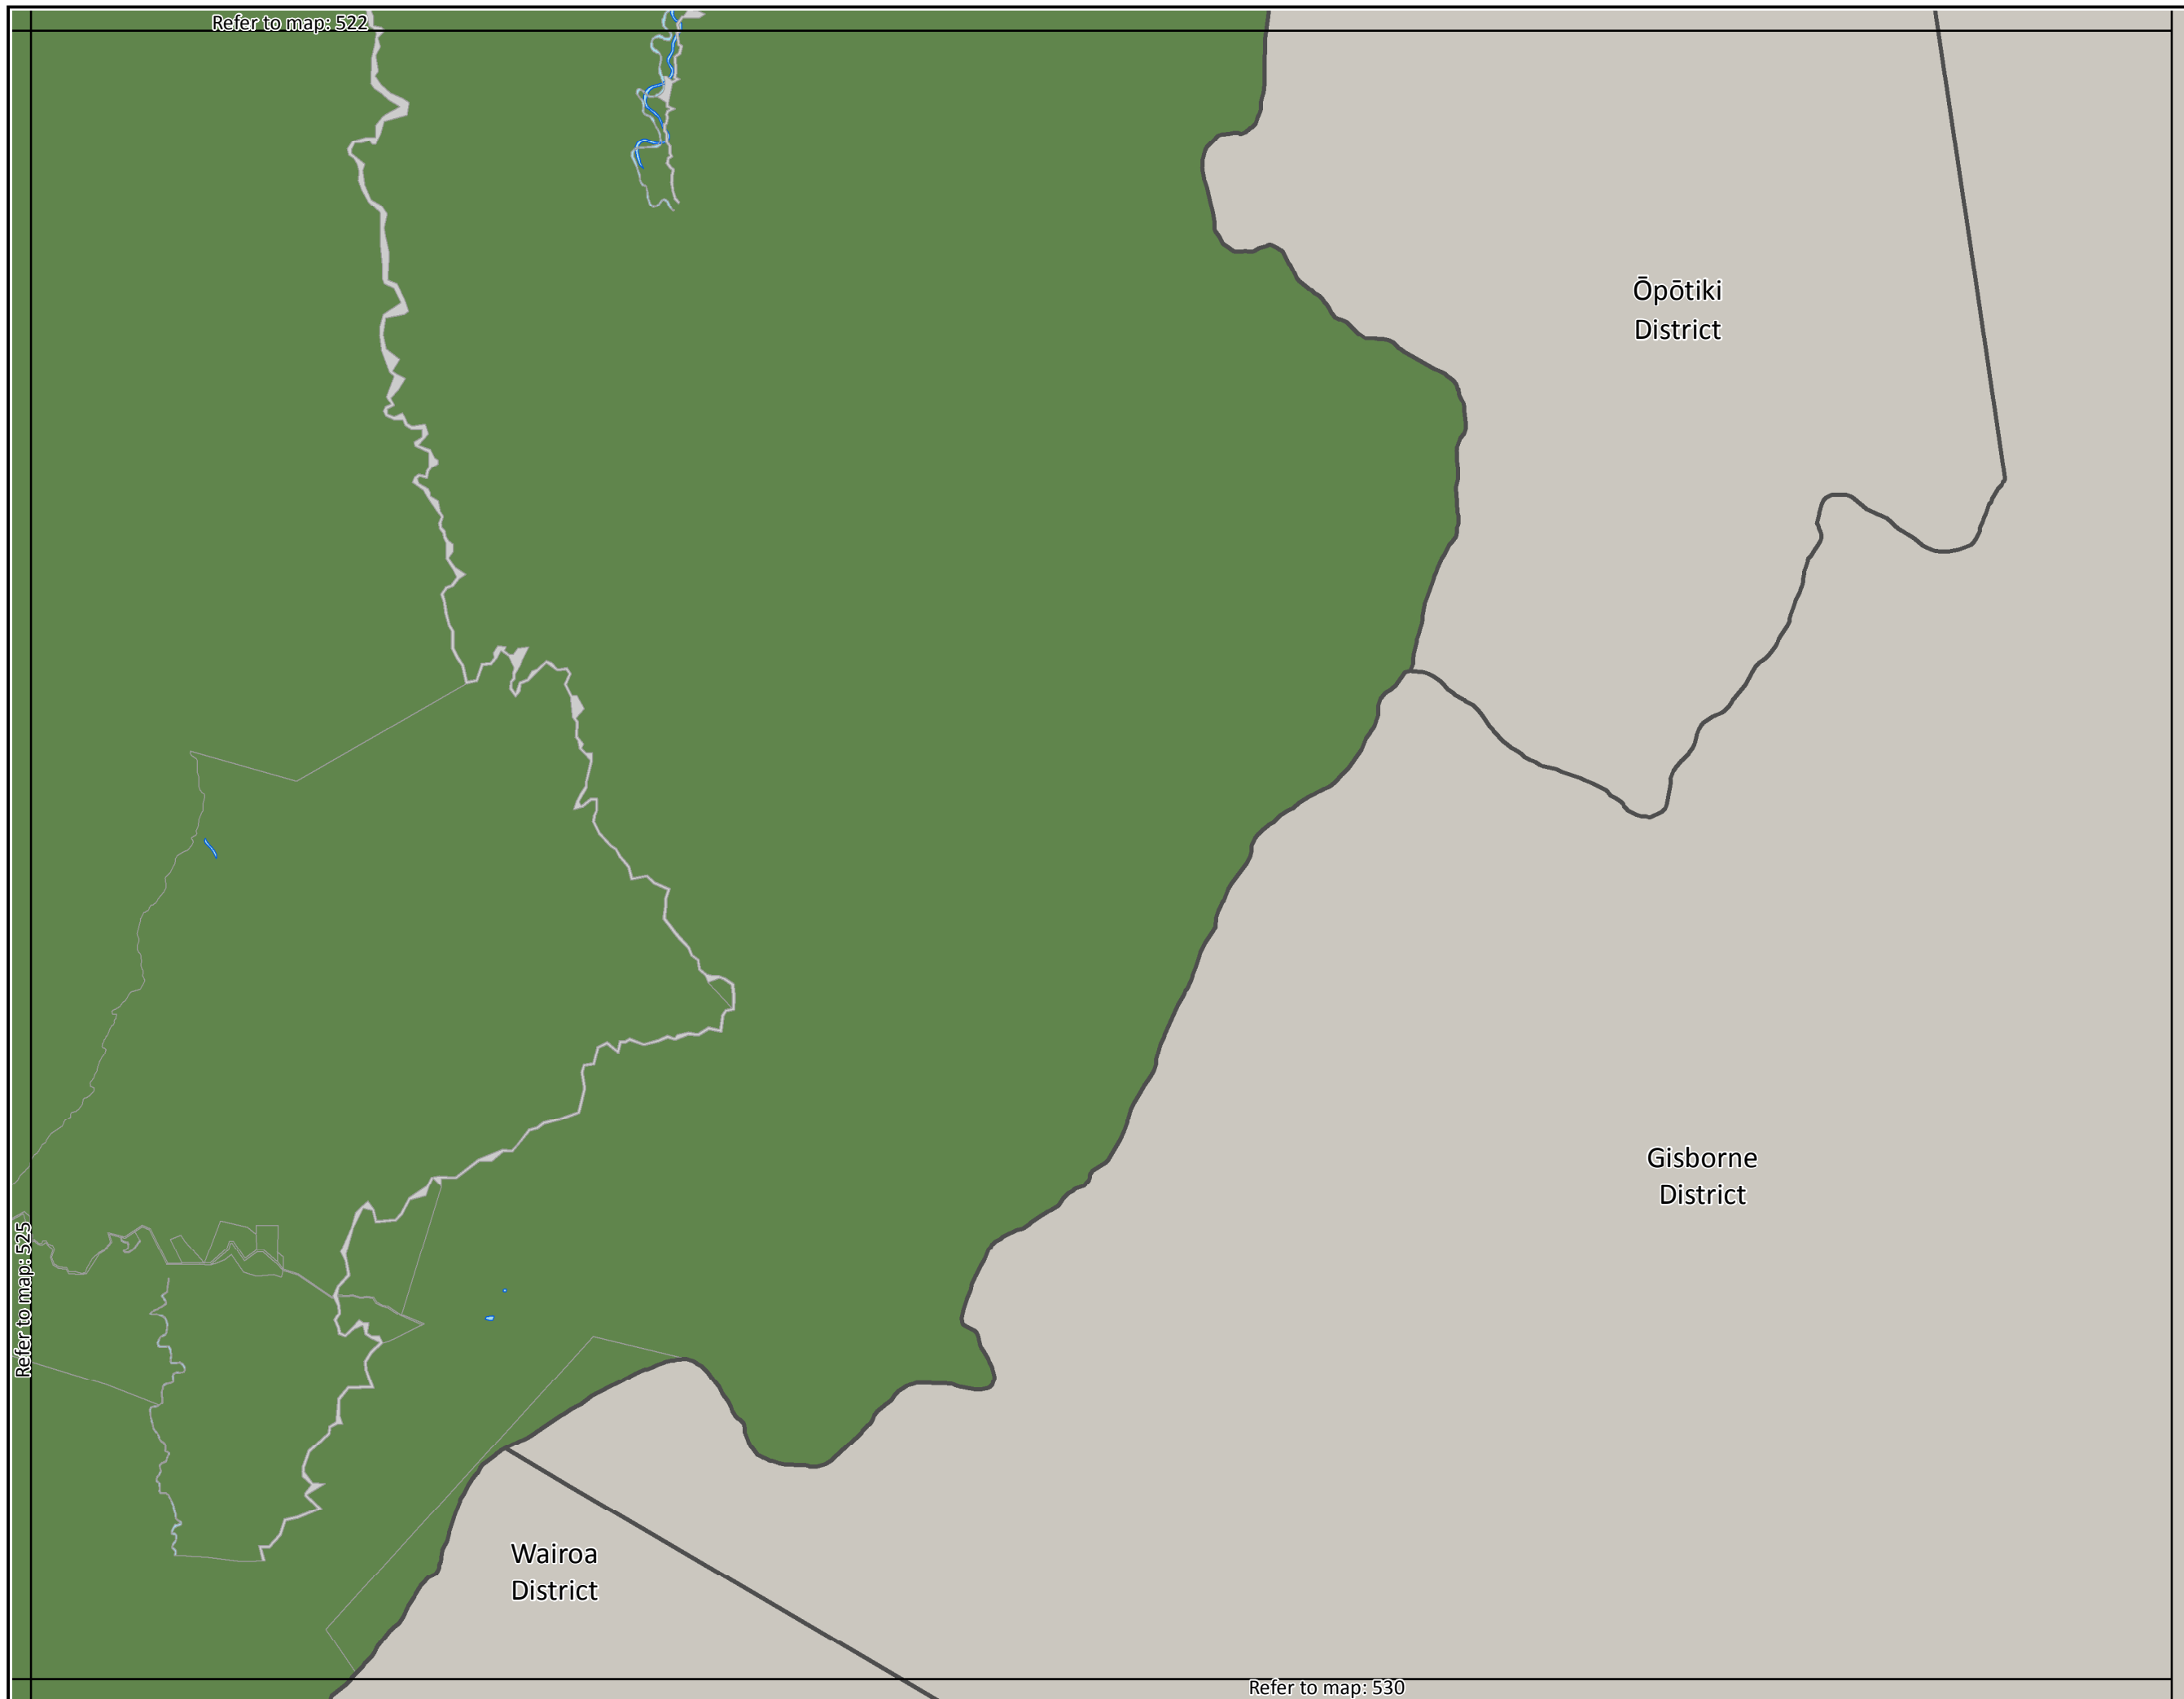 Refer to map: 522
Ōpōtiki
District
Gisborne
District
Refer to map: 525
Wairoa
District
Refer to map: 530